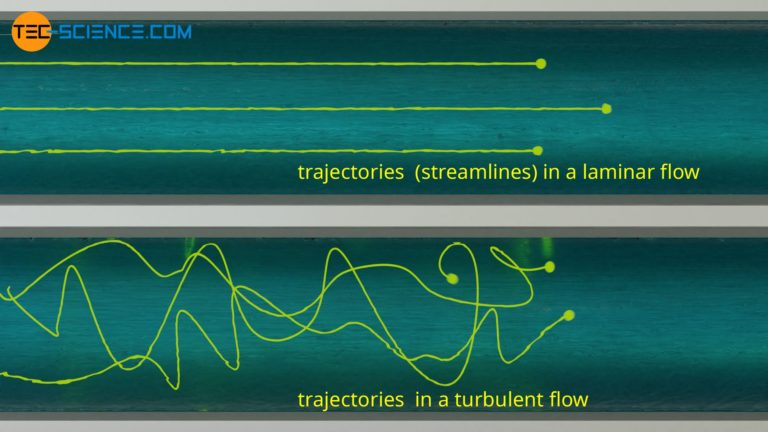 TEC-SCIENCE.COM
trajectories (streamlines) in a laminar flow
trajectories in a turbulent flow